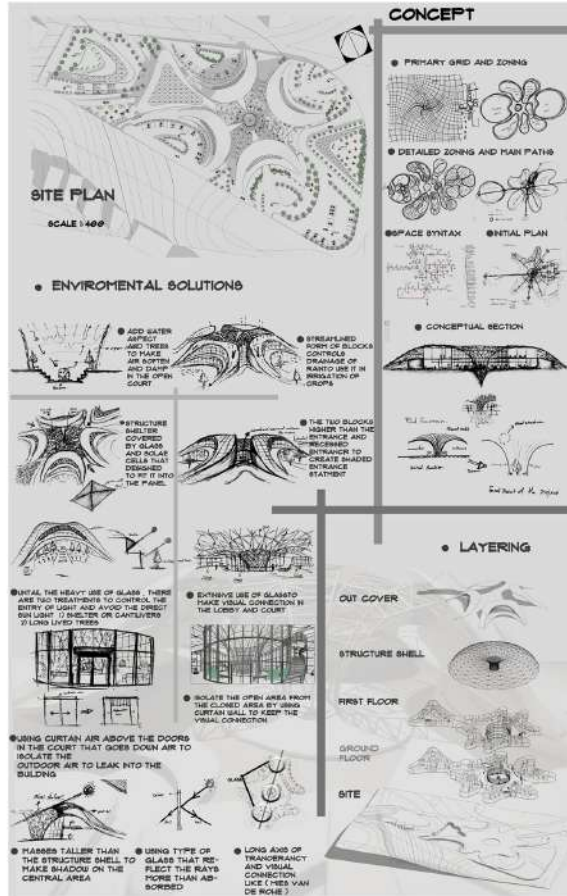 CONCEPT
PRIMARY GRID AND ZONING
DETAILED ZONING AND MAIN PATHS
SPACE SYNTAX
INITIAL PLAN
CONCEPTUAL SECTION
SITE PLAN
SCALE 1:400
ENVIROMENTAL SOLUTIONS
ADD WATER
ASPECT
AND TREES
TO MAKE
AIR SOFTEN
AND DAMP
IN THE OPEN
COURT
STREAMLINED
FORM OF BLOCKS
CONTROLS
DRAINAGE OF
RAINTO USE IT IN
IRRIGATION OF
CROPS
STRUCTURE
SHELTER
COVERED
BY GLASS
AND SOLAE
CELLS THAT
DESIGNED
TO FIT IT INTO
THE PANEL
THE TWO BLOCKS
HIGHER THAN THE
ENTRANCE AND
RECESSED
ENTRANCR TO
CREATE SHADED
ENTRANCE
STATMENT
UNTAIL THE HEAVY USE OF GLASS , THERE
ARE TWO TREATMENTS TO CONTROL THE
ENTRY OF LIGHT AND AVOID THE DIRECT
SUN LIGHT 1) SHELTER OR CANTILIVERS
2) LONG LIVED TREES
EXTINSIVE USE OF GLASSTO
MAKE VISUAL CONNECTION IN
THE LOBBY AND COURT
ISOLATE THE OPEN AREA FROM
THE CLOSED AREA BY USING
CURTAIN WALL TO KEEP THE
VISUAL CONNECTION
USING CURTAIN AIR ABOVE THE DOORS
IN THE COURT THAT GOES DOWN AIR TO
ISOLATE THE
OUTDOOR AIR TO LEAK INTO THE
BUILDING
MASSES TALLER THAN
THE STRUCTURE SHELL TO
MAKE SHADOW ON THE
CENTRAL AREA
USING TYPE OF
GLASS THAT RE-
FLECT THE RAYS
MORE THAN AB-
SORISED
LONG AXIS OF
TRANCERANCY AND
VISUAL
CONNECTION
LIKE ( MIES VAN
DE ROHE )
LAYERING
OUT COVER
STRUCTURE SHELL
FIRST FLOOR
GROUND
FLOOR
SITE